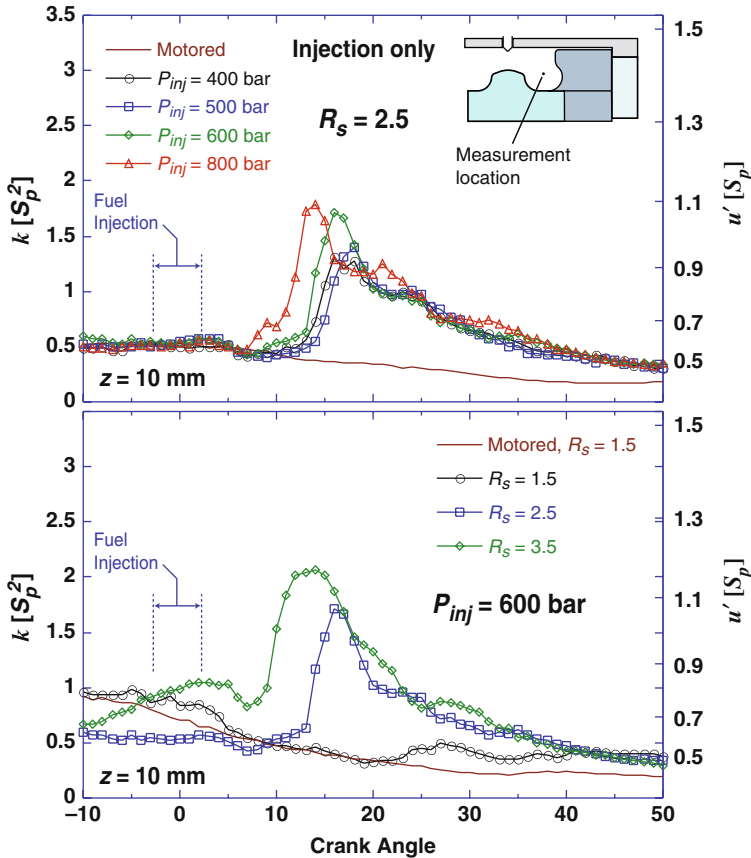 Motored
P_inj = 400 bar
P_inj = 500 bar
P_inj = 600 bar
P_inj = 800 bar
Injection only
R_s = 2.5
Measurement
location
Fuel
Injection
z = 10 mm
k [S_p^2]
3.5
3
2.5
2
1.5
1
0.5
0
u′ [S_p]
1.5
1.3
1.1
0.9
0.7
0.5
Motored, R_s = 1.5
R_s = 1.5
R_s = 2.5
R_s = 3.5
P_inj = 600 bar
Fuel
Injection
z = 10 mm
k [S_p^2]
3
2.5
2
1.5
1
0.5
0
u′ [S_p]
1.5
1.3
1.1
0.9
0.7
0.5
−10 0 10 20 30 40 50
Crank Angle